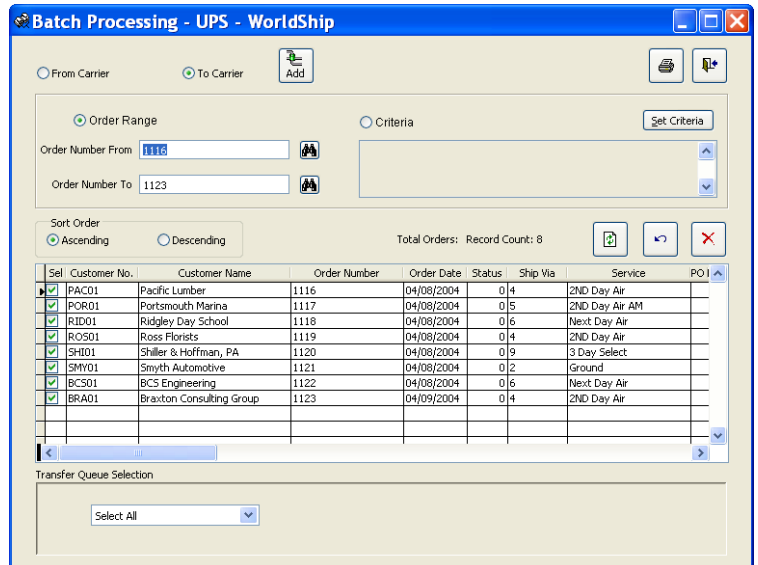 Batch Processing - UPS - WorldShip
From Carrier To Carrier Add
Order Range Criteria Set Criteria
Order Number From 1116
Order Number To 1123
Sort Order
Ascending Descending Total Orders: Record Count: 8
Sel Customer No. Customer Name Order Number Order Date Status Ship Via Service PO
PAC01 Pacific Lumber 1116 04/08/2004 0 4 2ND Day Air
POR01 Portsmouth Marina 1117 04/08/2004 0 5 2ND Day Air AM
RID01 Ridgley Day School 1118 04/08/2004 0 6 Next Day Air
ROS01 Ross Florists 1119 04/08/2004 0 4 2ND Day Air
SHI01 Shiller & Hoffman, PA 1120 04/08/2004 0 9 3 Day Select
SMY01 Smyth Automotive 1121 04/08/2004 0 2 Ground
BCS01 BCS Engineering 1122 04/08/2004 0 6 Next Day Air
BRA01 Braxton Consulting Group 1123 04/09/2004 0 4 2ND Day Air
Transfer Queue Selection
Select All